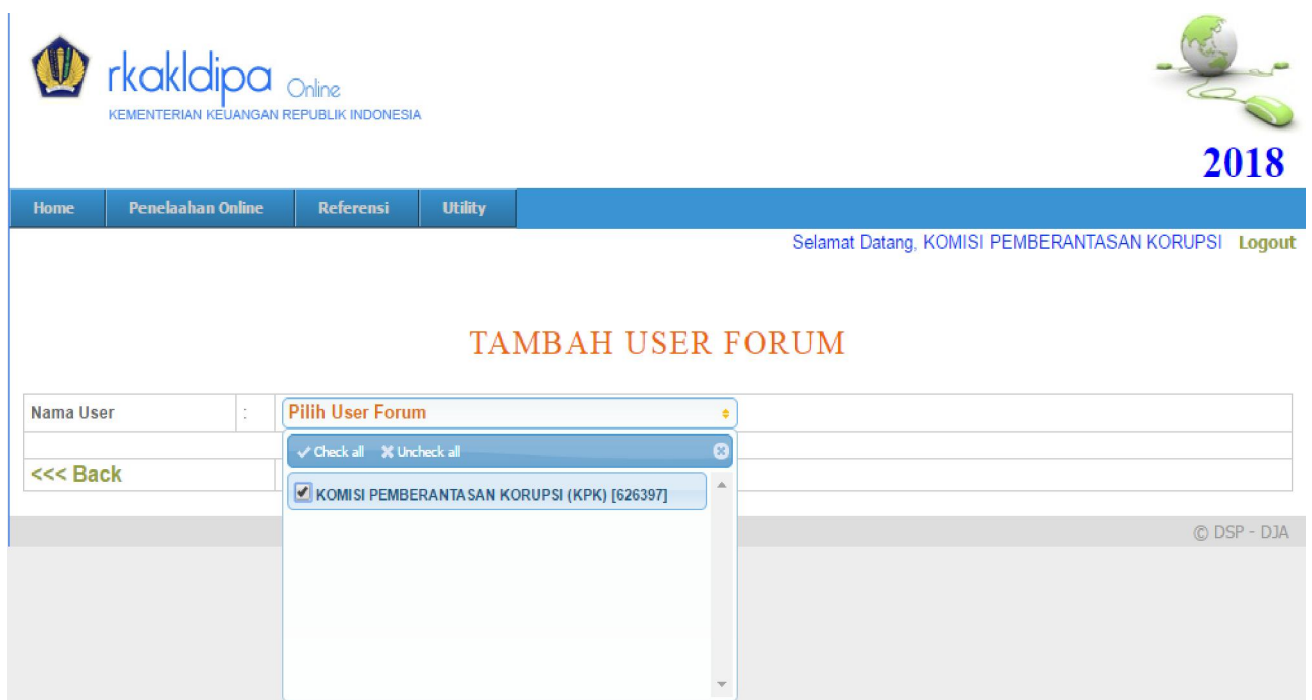 rkakldipa Online
KEMENTERIAN KEUANGAN REPUBLIK INDONESIA
2018
Home Penelaahan Online Referensi Utility
Selamat Datang, KOMISI PEMBERANTASAN KORUPSI Logout
TAMBAH USER FORUM
Nama User : Pilih User Forum
Check all Uncheck all
<<< Back
KOMISI PEMBERANTASAN KORUPSI (KPK) [626397]
© DSP - DJA